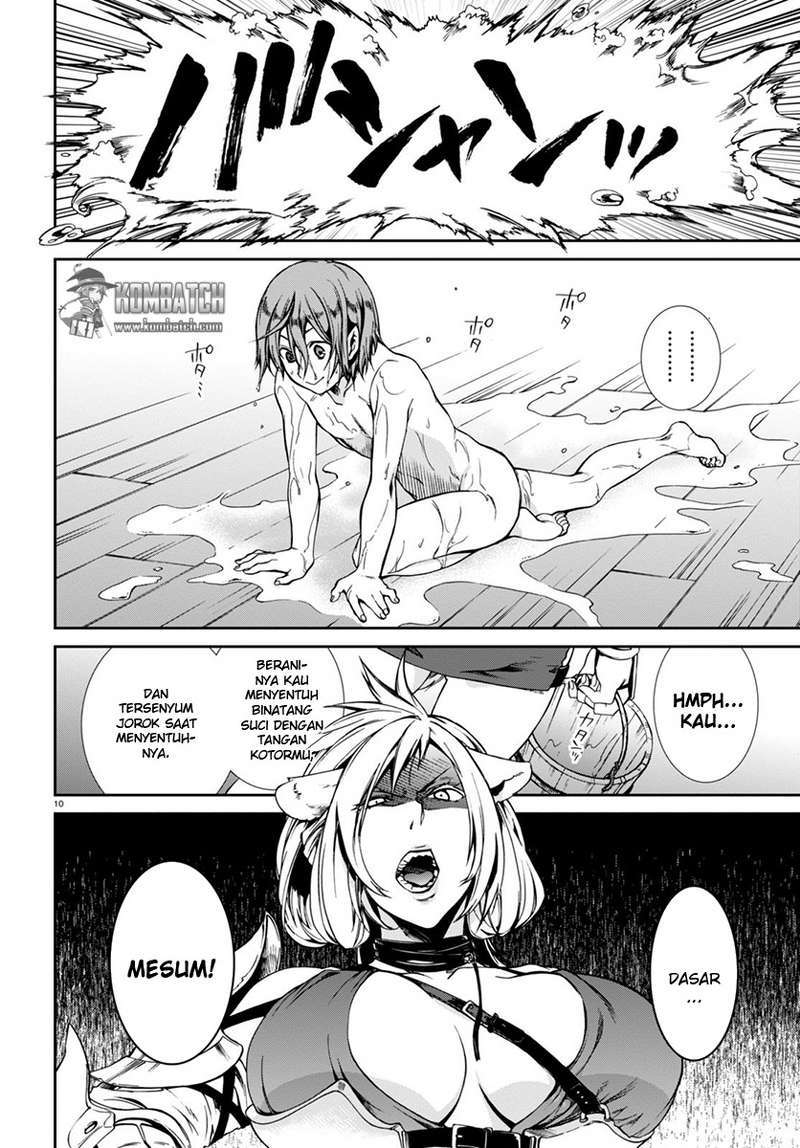 バシャンッ
KOMBATCH
www.kombatch.com
ポタ
ポタ
ポタ…
………
………
HMPH...
KAU...
カタン
BERANI-
NYA KAU
MENYENTUH
BINATANG
SUCI DENGAN
TANGAN
KOTORMU,
DAN
TERSENYUM
JOROK SAAT
MENYENTUH-
NYA.
10
DASAR
...
MESUM!